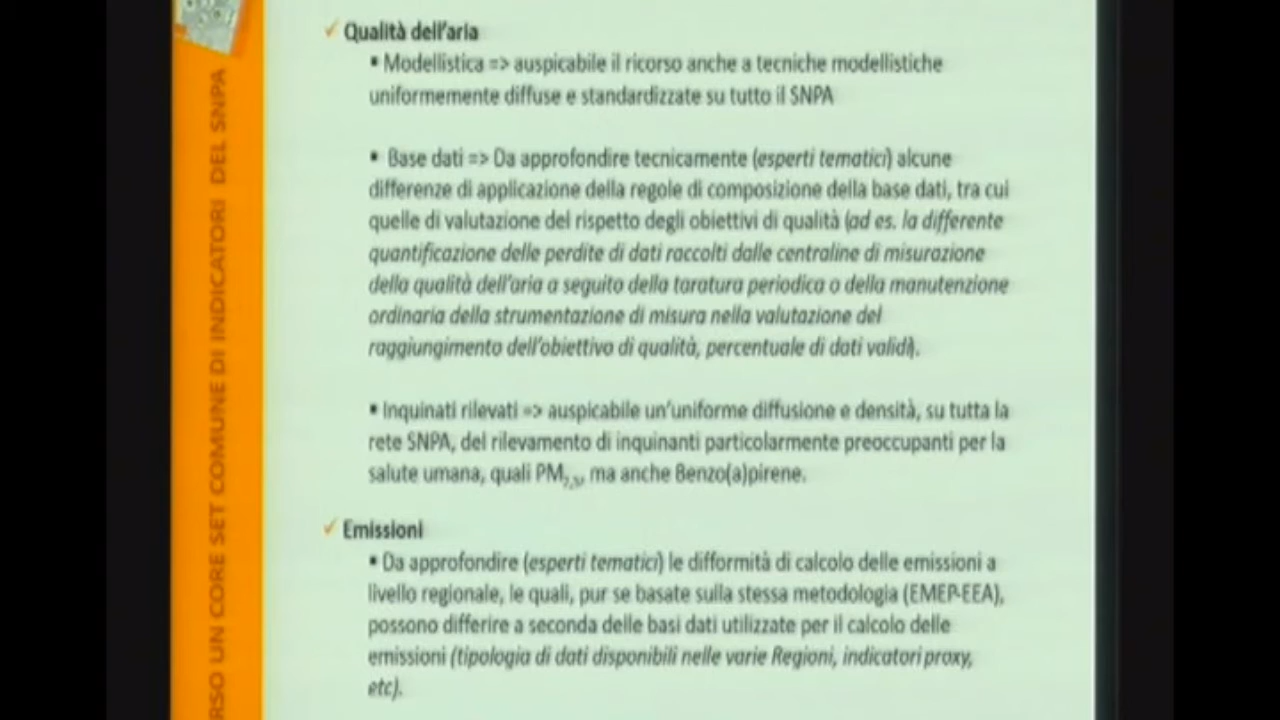 ✓ Qualità dell'aria
▪ Modellistica => auspicabile il ricorso anche a tecniche modellistiche
uniformemente diffuse e standardizzate su tutto il SNPA
▪ Base dati => Da approfondire tecnicamente (esperti tematici) alcune
differenze di applicazione della regole di composizione della base dati, tra cui
quelle di valutazione del rispetto degli obiettivi di qualità (ad es. la differente
quantificazione delle perdite di dati raccolti dalle centraline di misurazione
della qualità dell'aria a seguito della taratura periodica o della manutenzione
ordinaria della strumentazione di misura nella valutazione del
raggiungimento dell'obiettivo di qualità, percentuale di dati validi).
▪ Inquinati rilevati => auspicabile un'uniforme diffusione e densità, su tutta la
rete SNPA, del rilevamento di inquinanti particolarmente preoccupanti per la
salute umana, quali PM2,5, ma anche Benzo(a)pirene.
✓ Emissioni
▪ Da approfondire (esperti tematici) le difformità di calcolo delle emissioni a
livello regionale, le quali, pur se basate sulla stessa metodologia (EMEP-EEA),
possono differire a seconda delle basi dati utilizzate per il calcolo delle
emissioni (tipologia di dati disponibili nelle varie Regioni, indicatori proxy,
etc).
RSO UN CORE SET COMUNE DI INDICATORI DEL SNPA